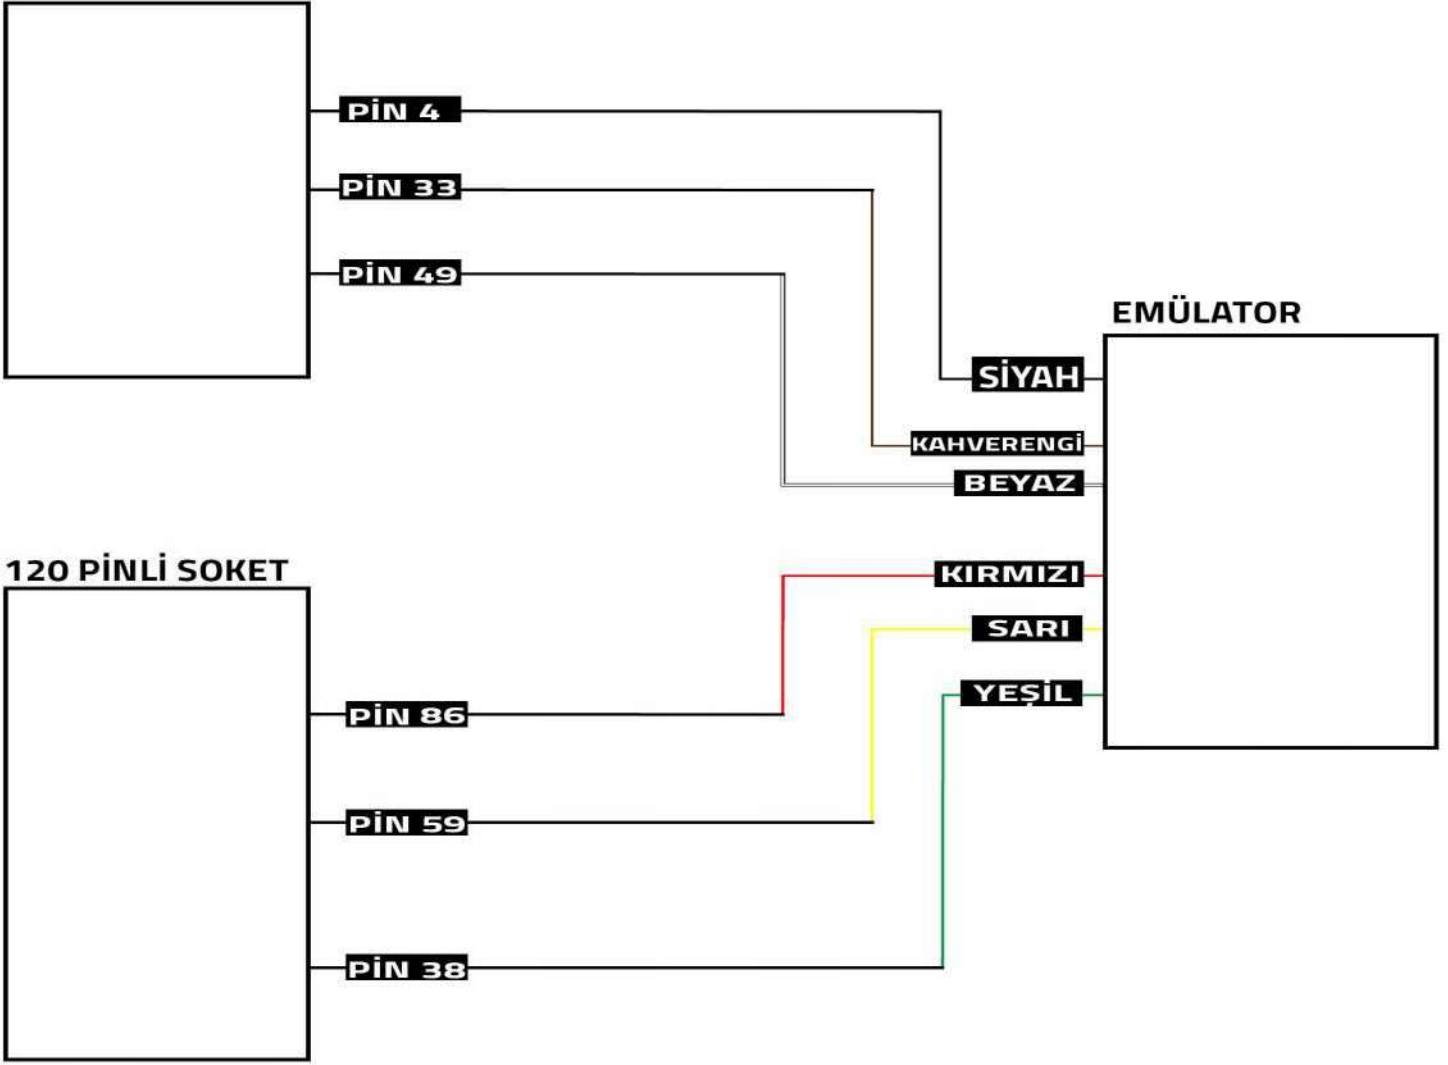 PİN 4
PİN 33
PİN 49
EMÜLATOR
SİYAH
KAHVERENGİ
BEYAZ
120 PİNLİ SOKET
KIRMIZI
SARI
YEŞİL
PİN 86
PİN 59
PİN 38